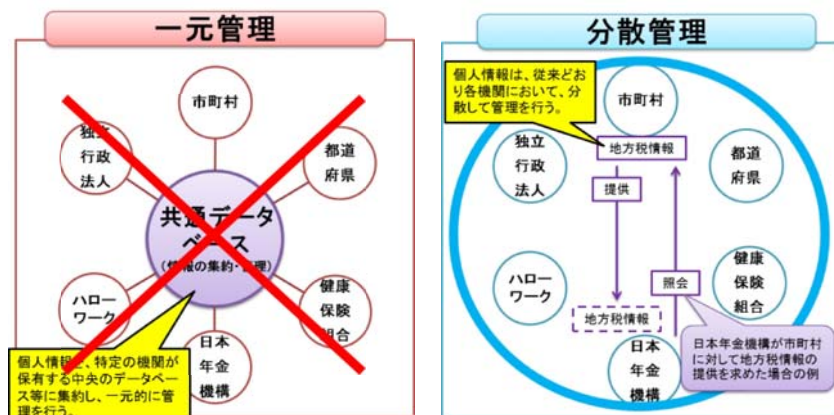 一元管理
市町村
独立
行政
法人
都道
府県
共通データ
ベース
(情報の集約・管理)
ハロー
ワーク
健康
保険
組合
日本
年金
機構
個人情報を、特定の機関が
保有する中央のデータベー
ス等に集約し、一元的に
管理を行う。
分散管理
個人情報は、従来どお
り各機関において、分
散して管理を行う。
市町村
独立
行政
法人
地方税情報
都道
府県
提供
ハロー
ワーク
照会
健康
保険
組合
地方税情報
日本
年金
機構
日本年金機構が市町村
に対して地方税情報の
提供を求めた場合の例